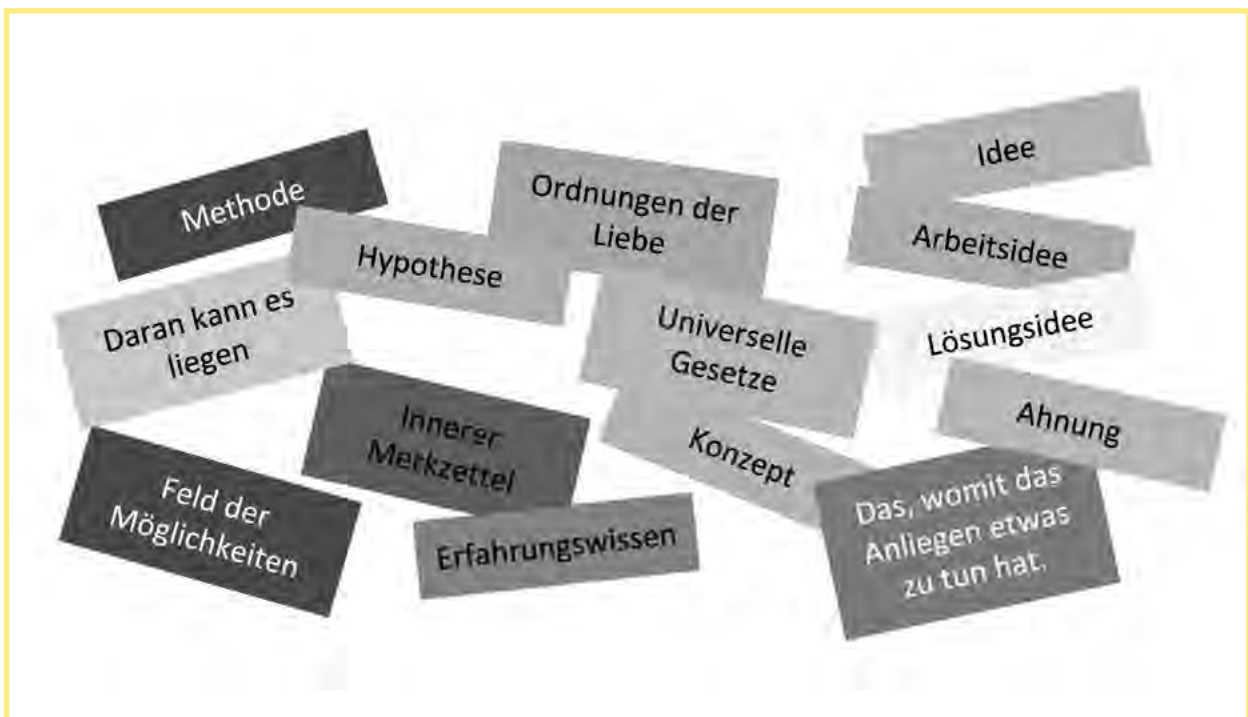 Methode
Hypothese
Ordnungen der
Liebe
Idee
Arbeitsidee
Daran kann es
liegen
Universelle
Gesetze
Lösungsidee
Innerer
Merkzettel
Konzept
Ahnung
Feld der
Möglichkeiten
Erfahrungswissen
Das, womit das
Anliegen etwas
zu tun hat.